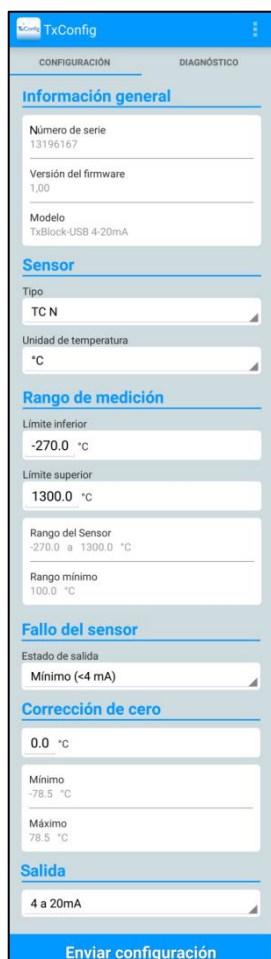 TxConfig TxConfig
CONFIGURACIÓN DIAGNÓSTICO
Información general
Número de serie
13196167
Versión del firmware
1,00
Modelo
TxBlock-USB 4-20mA
Sensor
Tipo
TC N
Unidad de temperatura
°C
Rango de medición
Límite inferior
-270.0 °C
Límite superior
1300.0 °C
Rango del Sensor
-270.0 a 1300.0 °C
Rango mínimo
100.0 °C
Fallo del sensor
Estado de salida
Mínimo (<4 mA)
Corrección de cero
0.0 °C
Mínimo
-78.5 °C
Máximo
78.5 °C
Salida
4 a 20mA
Enviar configuración